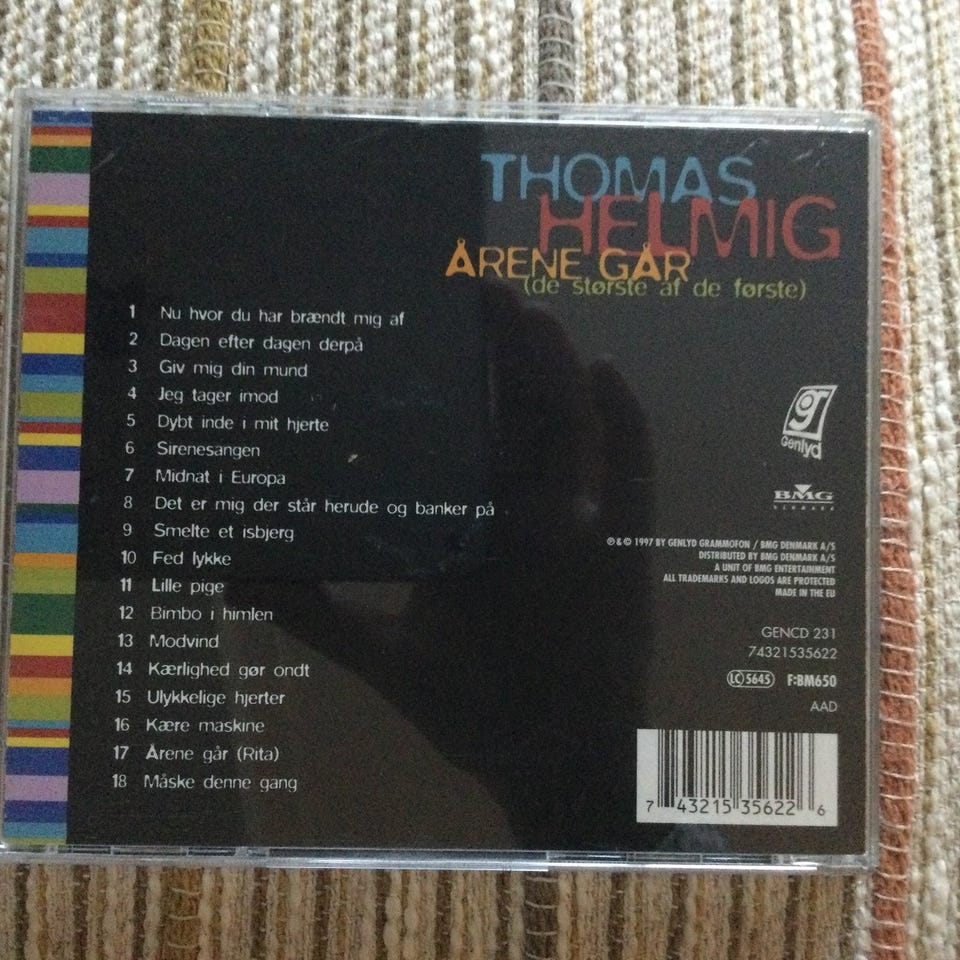 THOMAS
HELMIG
ÅRENE GÅR
(de største af de første)
1 Nu hvor du har brændt mig af
2 Dagen efter dagen derpå
3 Giv mig din mund
4 Jeg tager imod
5 Dybt inde i mit hjerte
6 Sirenesangen
7 Midnat i Europa
8 Det er mig der står herude og banker på
9 Smelte et isbjerg
10 Fed lykke
11 Lille pige
12 Bimbo i himlen
13 Modvind
14 Kærlighed gør ondt
15 Ulykkelige hjerter
16 Kære maskine
17 Årene går (Rita)
18 Måske denne gang
Genlyd
BMG
DENMARK
℗ & © 1997 BY GENLYD GRAMMOFON / BMG DENMARK A/S
DISTRIBUTED BY BMG DENMARK A/S
A UNIT OF BMG ENTERTAINMENT
ALL TRADEMARKS AND LOGOS ARE PROTECTED
MADE IN THE EU
GENCD 231
74321535622
LC 5645 F:BM650
AAD
7 43215 35622 6